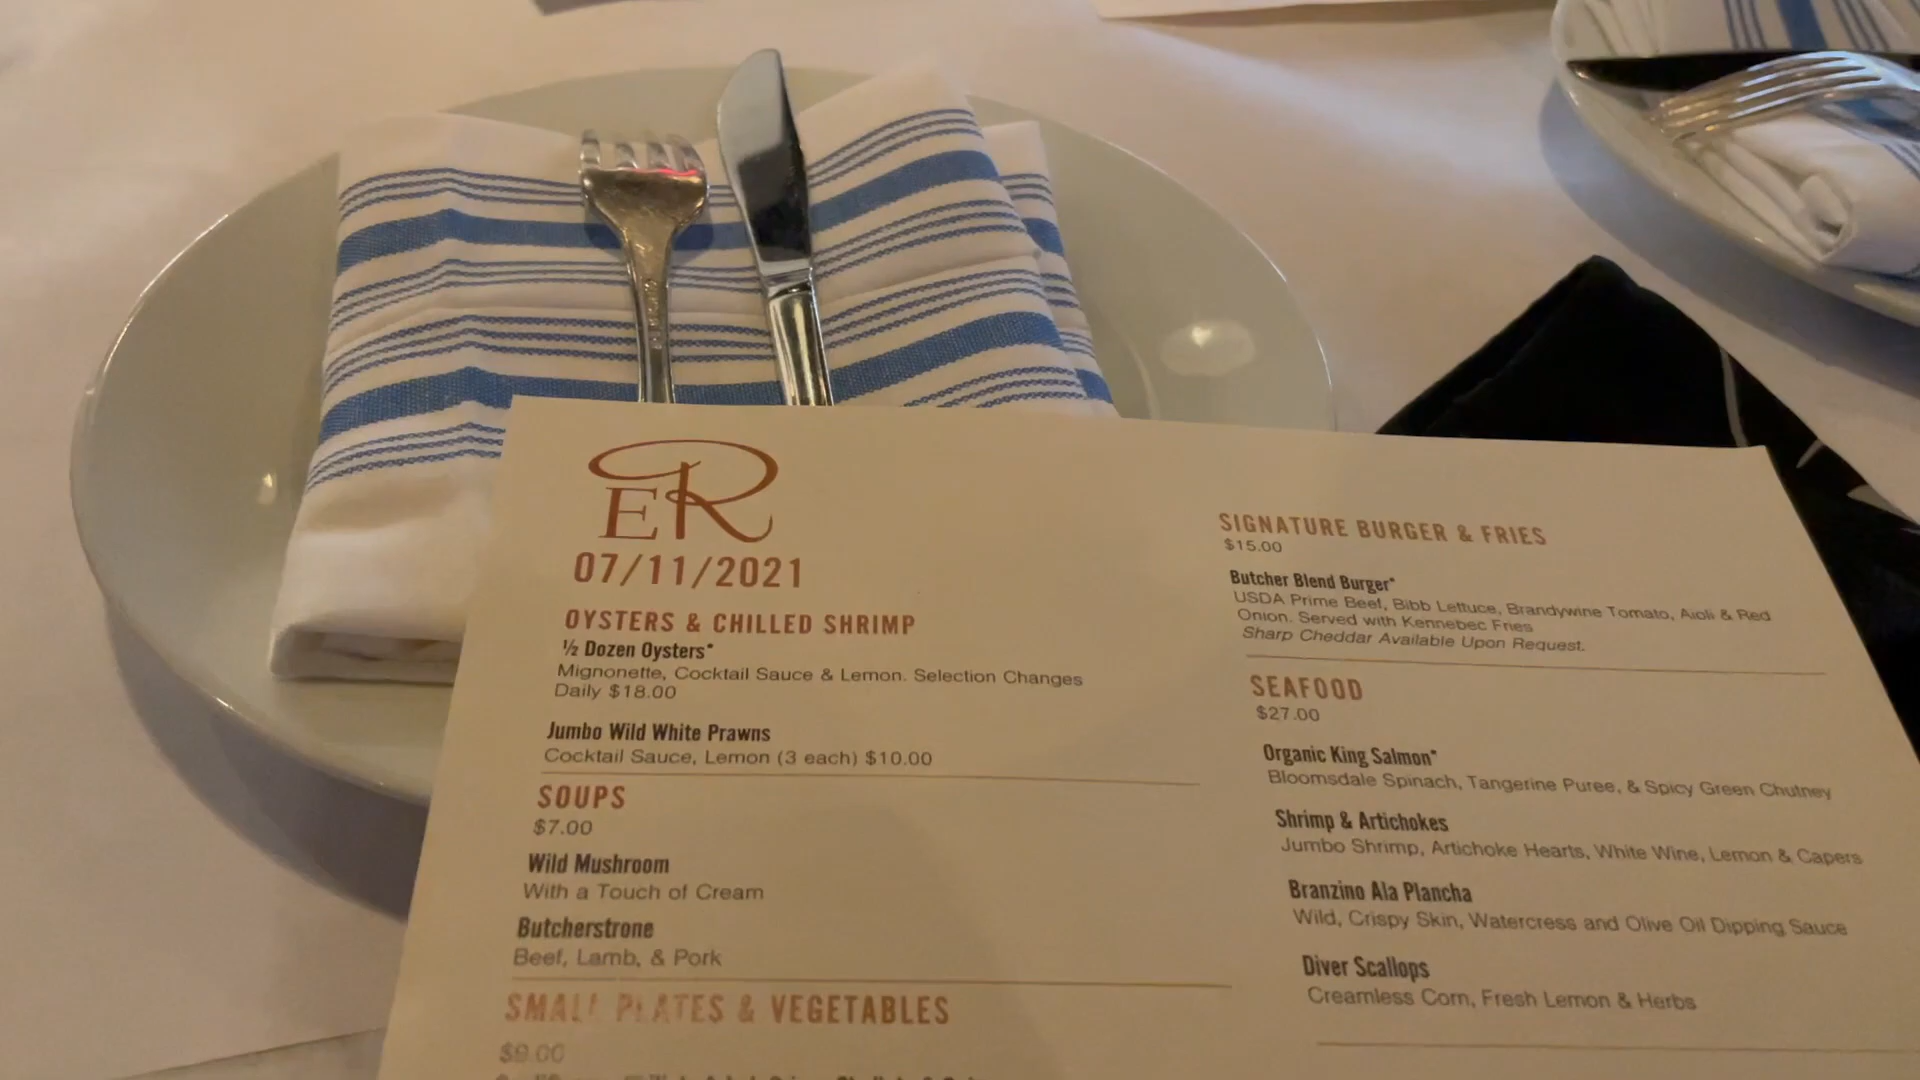 ER
07/11/2021
OYSTERS & CHILLED SHRIMP
½ Dozen Oysters*
Mignonette, Cocktail Sauce & Lemon. Selection Changes
Daily $18.00
Jumbo Wild White Prawns
Cocktail Sauce, Lemon (3 each) $10.00
SOUPS
$7.00
Wild Mushroom
With a Touch of Cream
Butcherstrone
Beef, Lamb, & Pork
SMALL PLATES & VEGETABLES
$9.00
SIGNATURE BURGER & FRIES
$15.00
Butcher Blend Burger*
USDA Prime Beef, Bibb Lettuce, Brandywine Tomato, Aioli & Red
Onion. Served with Kennebec Fries
Sharp Cheddar Available Upon Request.
SEAFOOD
$27.00
Organic King Salmon*
Bloomsdale Spinach, Tangerine Puree, & Spicy Green Chutney
Shrimp & Artichokes
Jumbo Shrimp, Artichoke Hearts, White Wine, Lemon & Capers
Branzino Ala Plancha
Wild, Crispy Skin, Watercress and Olive Oil Dipping Sauce
Diver Scallops
Creamless Corn, Fresh Lemon & Herbs